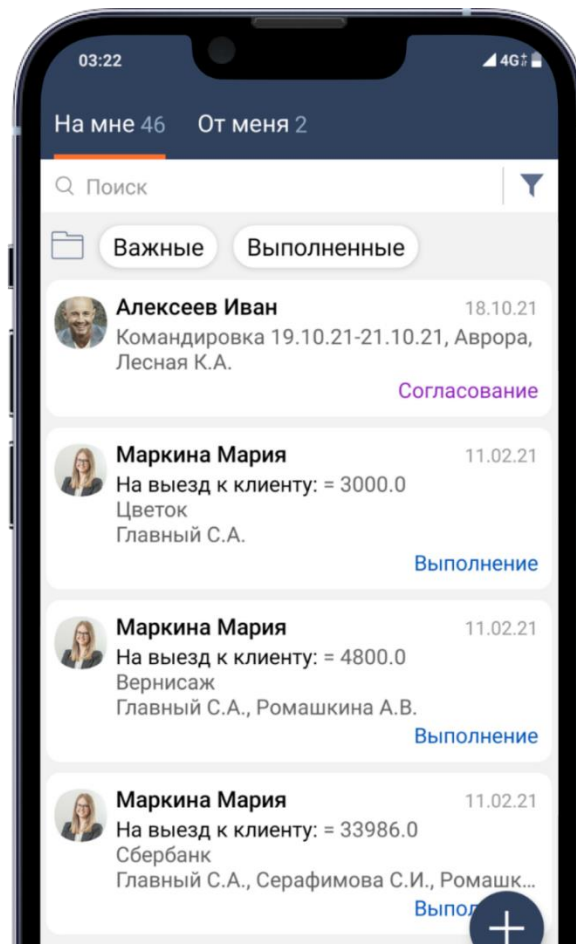 03:22 4G+
На мне 46 От меня 2
Поиск
Важные Выполненные
Алексеев Иван 18.10.21
Командировка 19.10.21-21.10.21, Аврора,
Лесная К.А.
Согласование
Маркина Мария 11.02.21
На выезд к клиенту: = 3000.0
Цветок
Главный С.А.
Выполнение
Маркина Мария 11.02.21
На выезд к клиенту: = 4800.0
Вернисаж
Главный С.А., Ромашкина А.В.
Выполнение
Маркина Мария 11.02.21
На выезд к клиенту: = 33986.0
Сбербанк
Главный С.А., Серафимова С.И., Ромашк...
Выпол